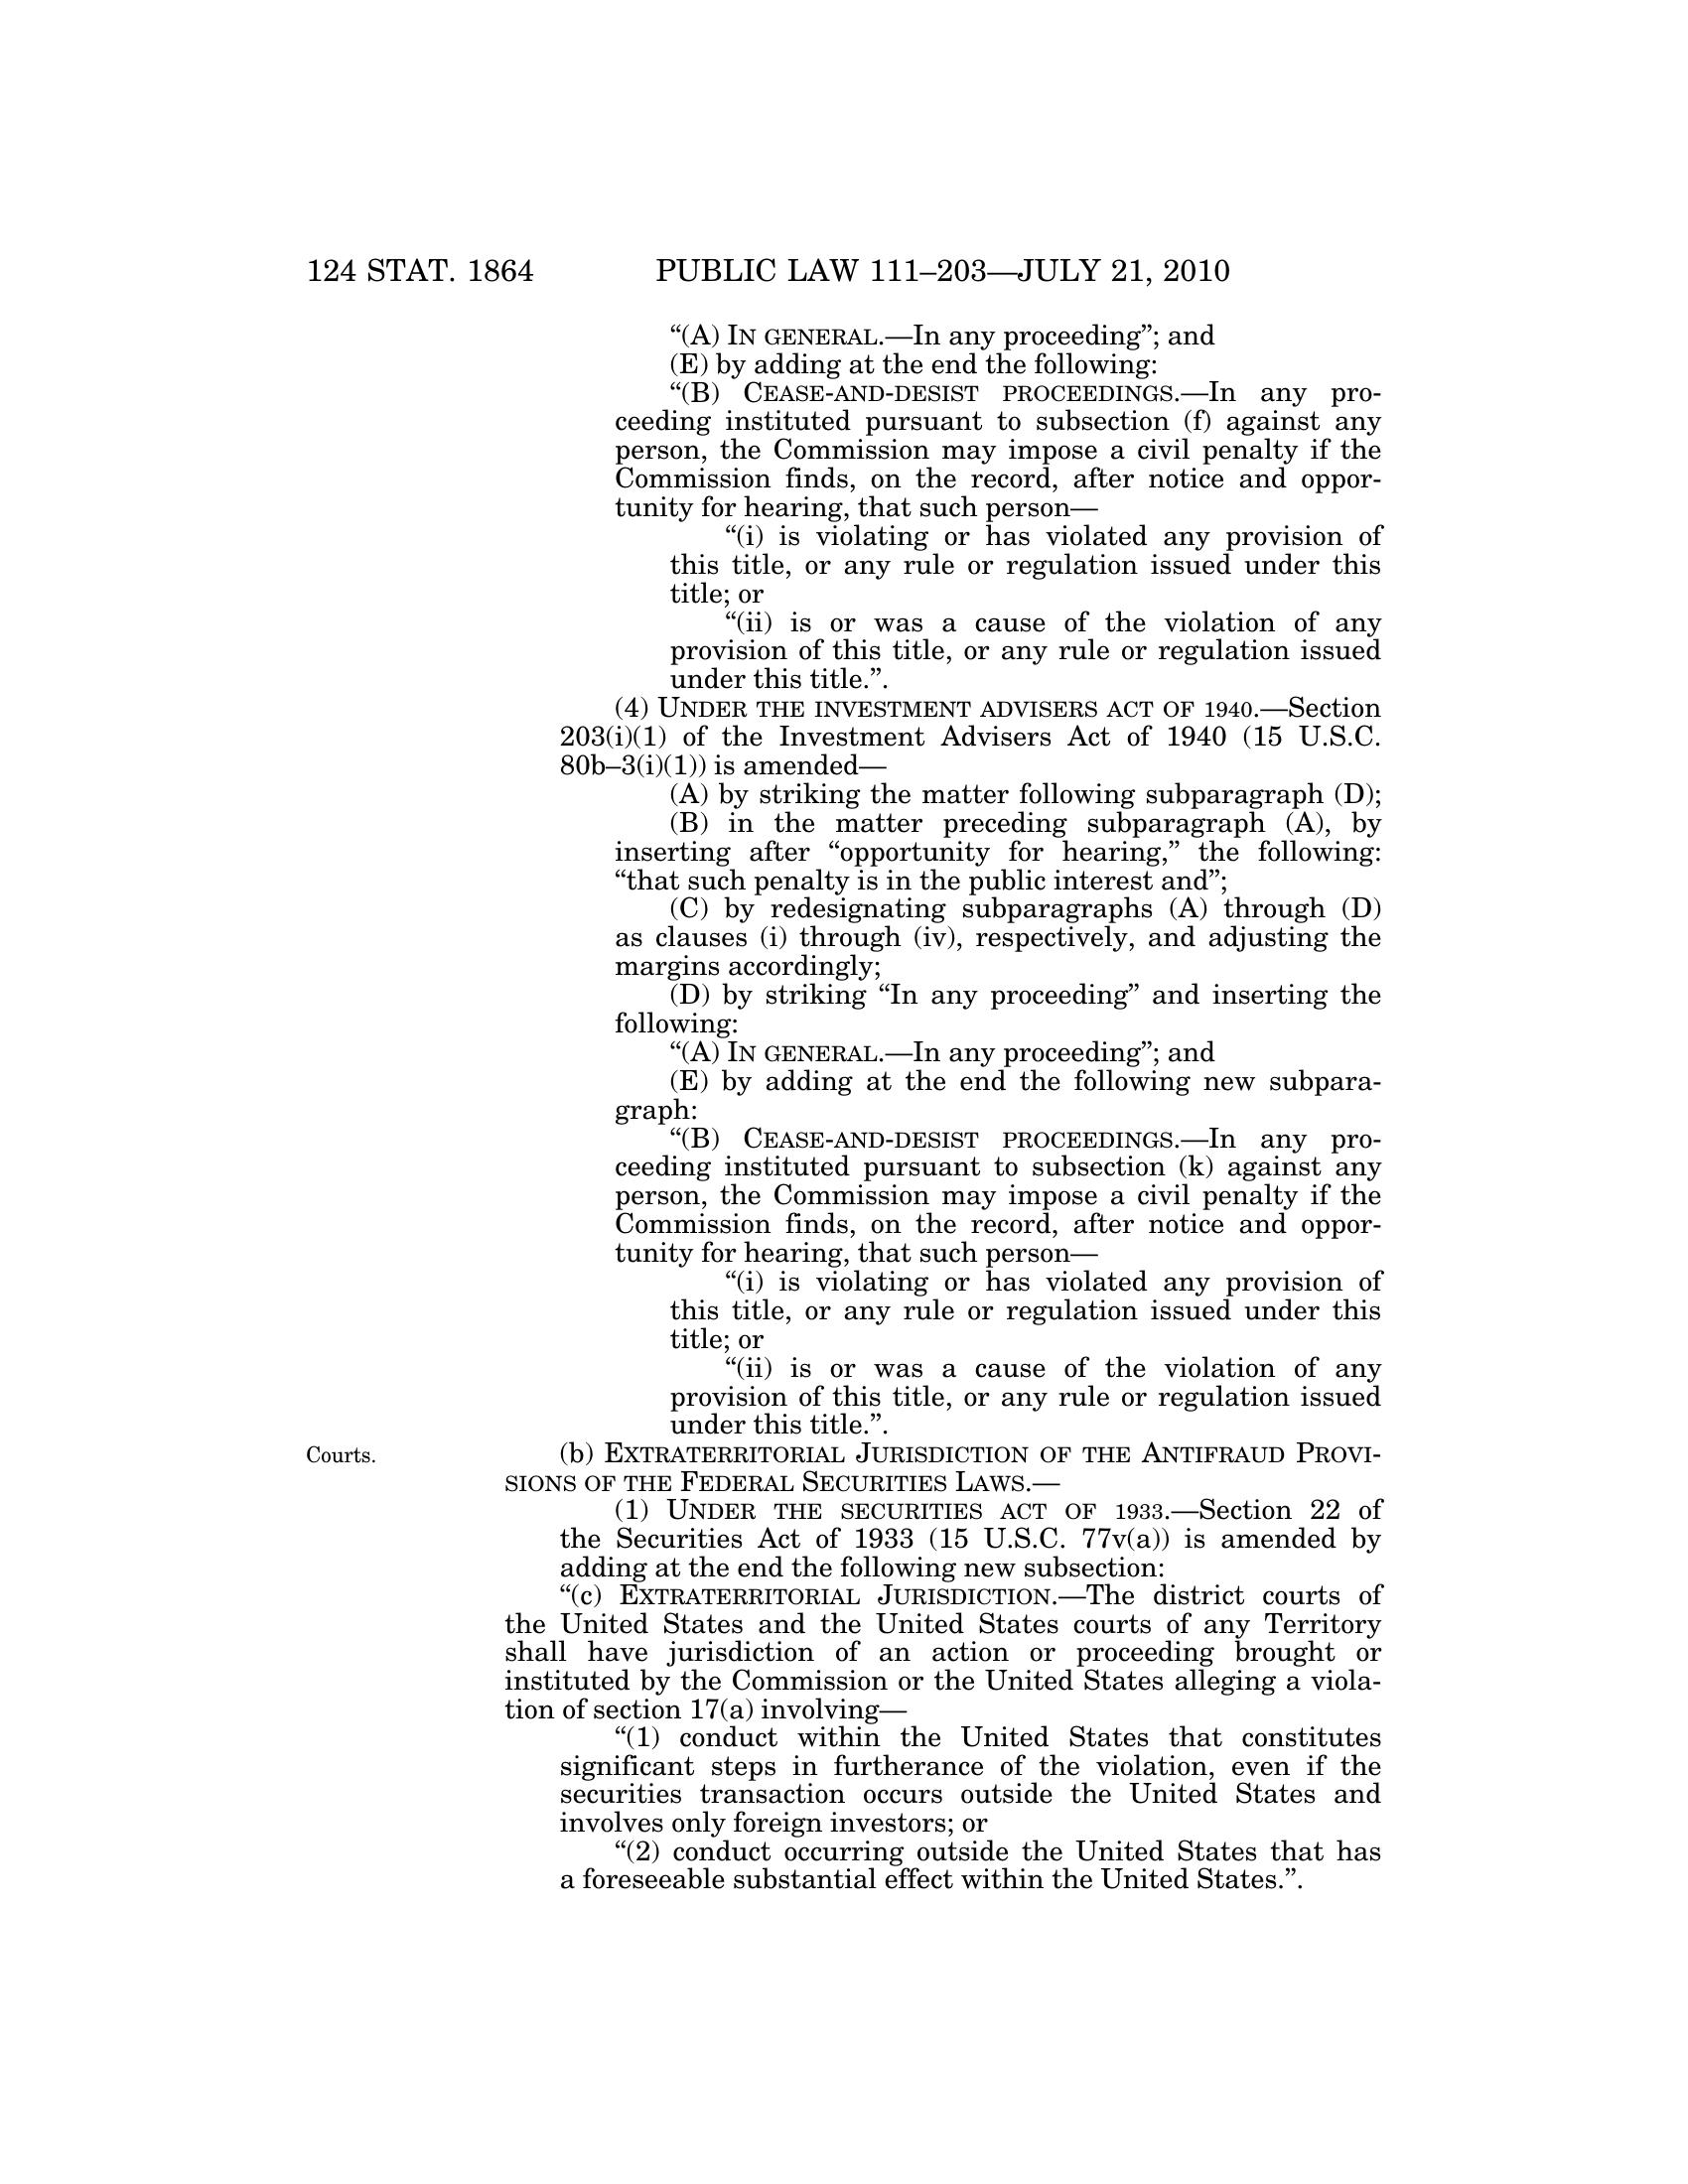 124 STAT. 1864 PUBLIC LAW 111–203—JULY 21, 2010
“(A) IN GENERAL.—In any proceeding”; and
(E) by adding at the end the following:
“(B) CEASE-AND-DESIST PROCEEDINGS.—In any pro-
ceeding instituted pursuant to subsection (f) against any
person, the Commission may impose a civil penalty if the
Commission finds, on the record, after notice and oppor-
tunity for hearing, that such person—
“(i) is violating or has violated any provision of
this title, or any rule or regulation issued under this
title; or
“(ii) is or was a cause of the violation of any
provision of this title, or any rule or regulation issued
under this title.”.
(4) UNDER THE INVESTMENT ADVISERS ACT OF 1940.—Section
203(i)(1) of the Investment Advisers Act of 1940 (15 U.S.C.
80b–3(i)(1)) is amended—
(A) by striking the matter following subparagraph (D);
(B) in the matter preceding subparagraph (A), by
inserting after “opportunity for hearing,” the following:
“that such penalty is in the public interest and”;
(C) by redesignating subparagraphs (A) through (D)
as clauses (i) through (iv), respectively, and adjusting the
margins accordingly;
(D) by striking “In any proceeding” and inserting the
following:
“(A) IN GENERAL.—In any proceeding”; and
(E) by adding at the end the following new subpara-
graph:
“(B) CEASE-AND-DESIST PROCEEDINGS.—In any pro-
ceeding instituted pursuant to subsection (k) against any
person, the Commission may impose a civil penalty if the
Commission finds, on the record, after notice and oppor-
tunity for hearing, that such person—
“(i) is violating or has violated any provision of
this title, or any rule or regulation issued under this
title; or
“(ii) is or was a cause of the violation of any
provision of this title, or any rule or regulation issued
under this title.”.
Courts. (b) EXTRATERRITORIAL JURISDICTION OF THE ANTIFRAUD PROVI-
SIONS OF THE FEDERAL SECURITIES LAWS.—
(1) UNDER THE SECURITIES ACT OF 1933.—Section 22 of
the Securities Act of 1933 (15 U.S.C. 77v(a)) is amended by
adding at the end the following new subsection:
“(c) EXTRATERRITORIAL JURISDICTION.—The district courts of
the United States and the United States courts of any Territory
shall have jurisdiction of an action or proceeding brought or
instituted by the Commission or the United States alleging a viola-
tion of section 17(a) involving—
“(1) conduct within the United States that constitutes
significant steps in furtherance of the violation, even if the
securities transaction occurs outside the United States and
involves only foreign investors; or
“(2) conduct occurring outside the United States that has
a foreseeable substantial effect within the United States.”.